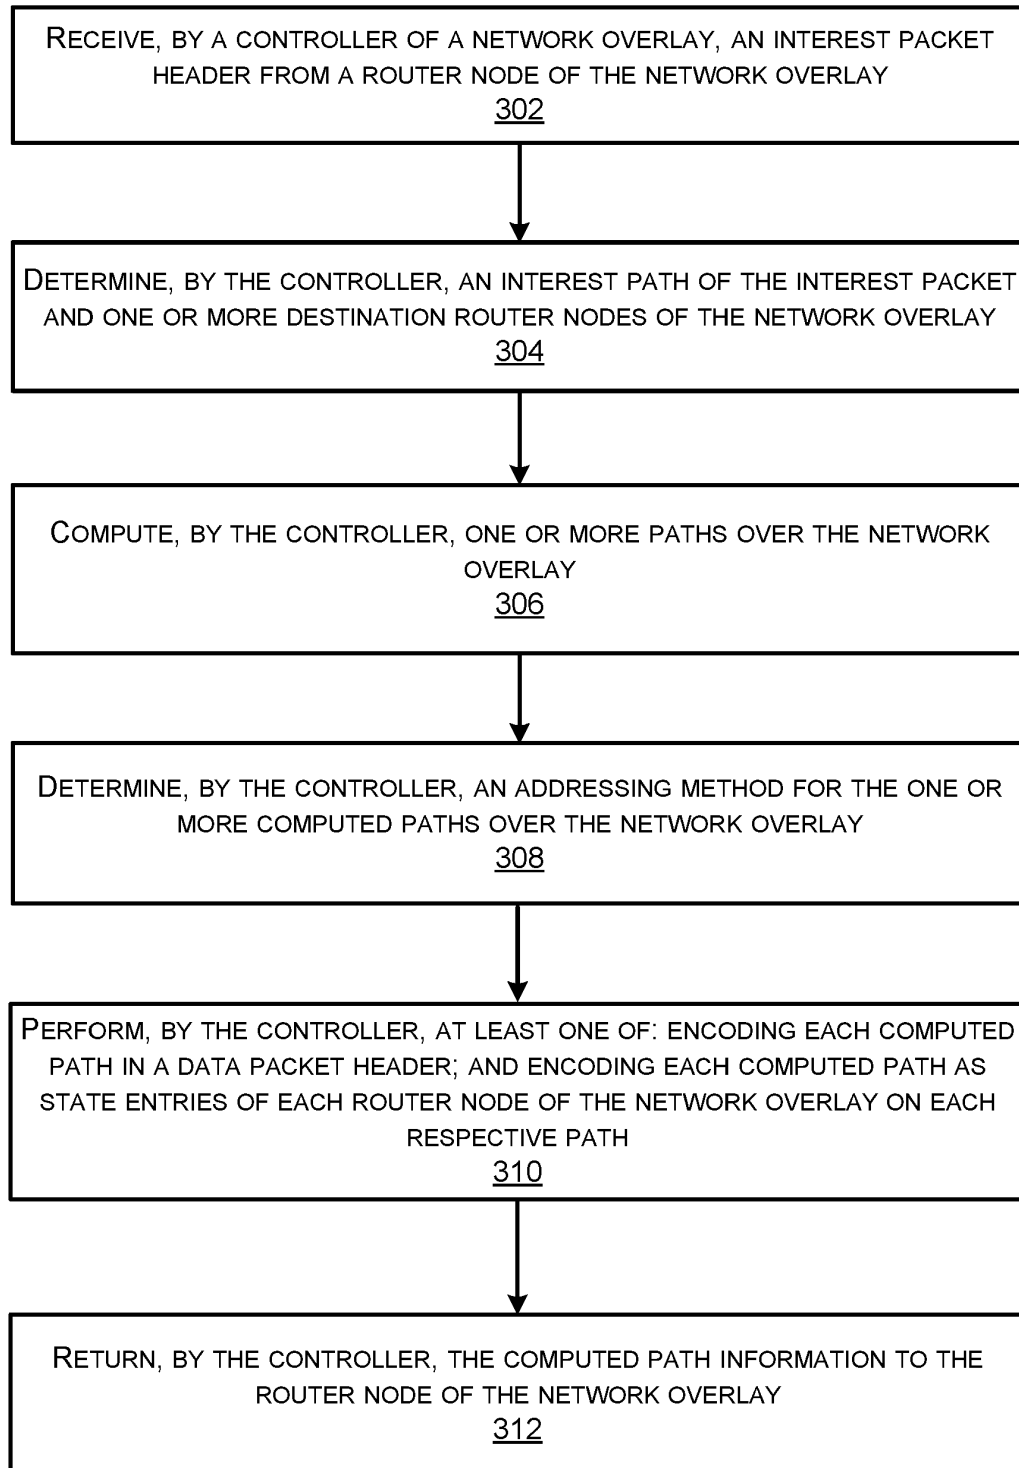 RECEIVE, BY A CONTROLLER OF A NETWORK OVERLAY, AN INTEREST PACKET
HEADER FROM A ROUTER NODE OF THE NETWORK OVERLAY
302
DETERMINE, BY THE CONTROLLER, AN INTEREST PATH OF THE INTEREST PACKET
AND ONE OR MORE DESTINATION ROUTER NODES OF THE NETWORK OVERLAY
304
COMPUTE, BY THE CONTROLLER, ONE OR MORE PATHS OVER THE NETWORK
OVERLAY
306
DETERMINE, BY THE CONTROLLER, AN ADDRESSING METHOD FOR THE ONE OR
MORE COMPUTED PATHS OVER THE NETWORK OVERLAY
308
PERFORM, BY THE CONTROLLER, AT LEAST ONE OF: ENCODING EACH COMPUTED
PATH IN A DATA PACKET HEADER; AND ENCODING EACH COMPUTED PATH AS
STATE ENTRIES OF EACH ROUTER NODE OF THE NETWORK OVERLAY ON EACH
RESPECTIVE PATH
310
RETURN, BY THE CONTROLLER, THE COMPUTED PATH INFORMATION TO THE
ROUTER NODE OF THE NETWORK OVERLAY
312